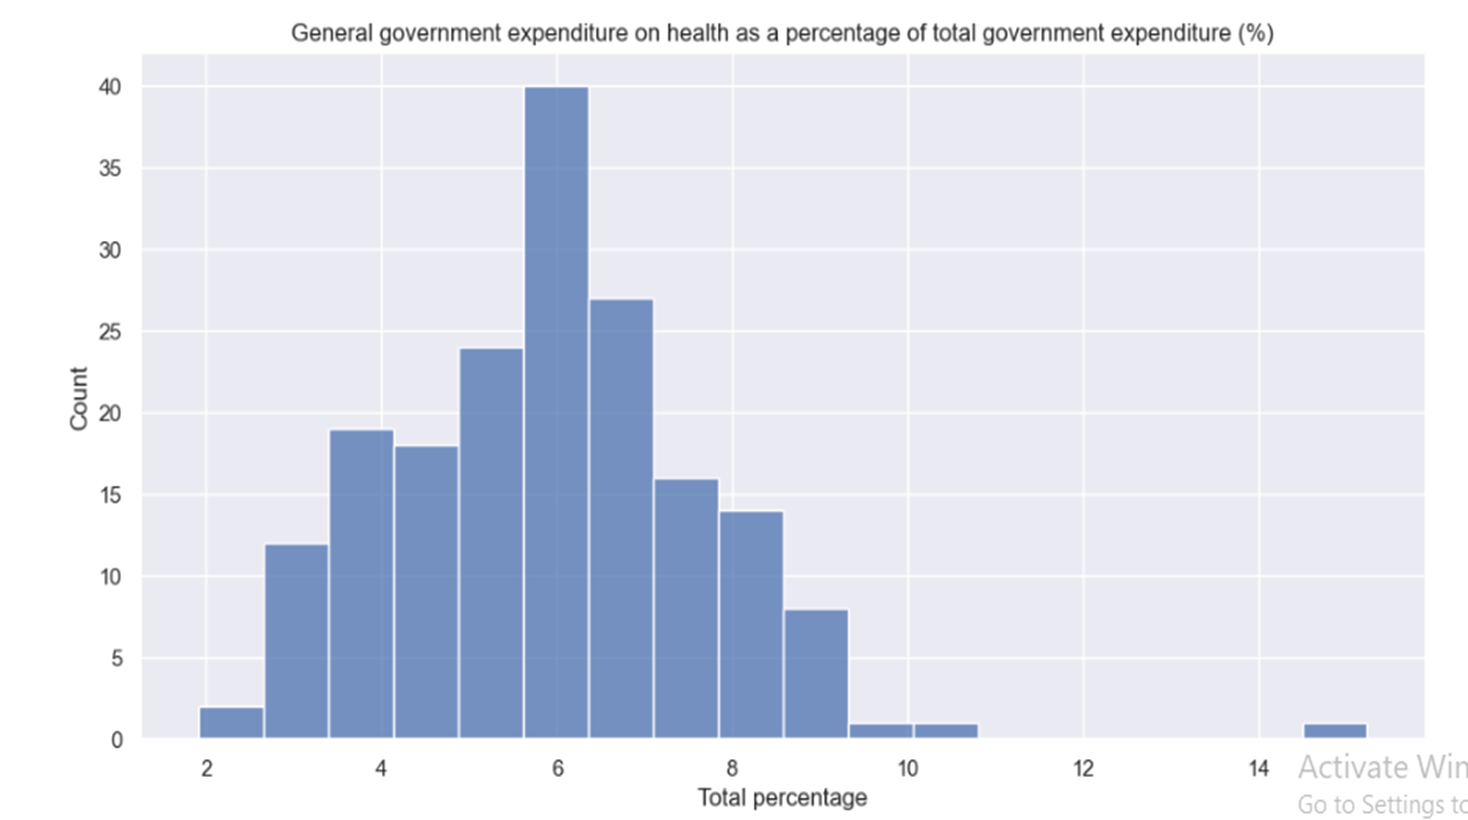 General government expenditure on health as a percentage of total government expenditure (%)
40
35
30
25
20
15
10
5
0
Count
2 4 6 8 10 12 14
Total percentage
Activate Win
Go to Settings to